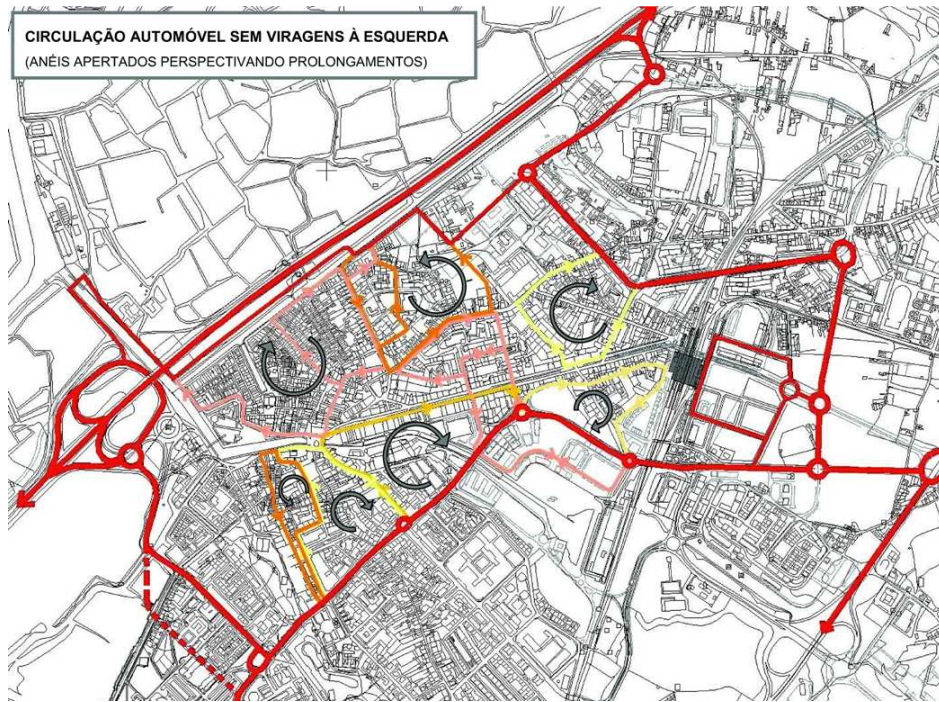 CIRCULAÇÃO AUTOMÓVEL SEM VIRAGENS À ESQUERDA
(ANÉIS APERTADOS PERSPECTIVANDO PROLONGAMENTOS)